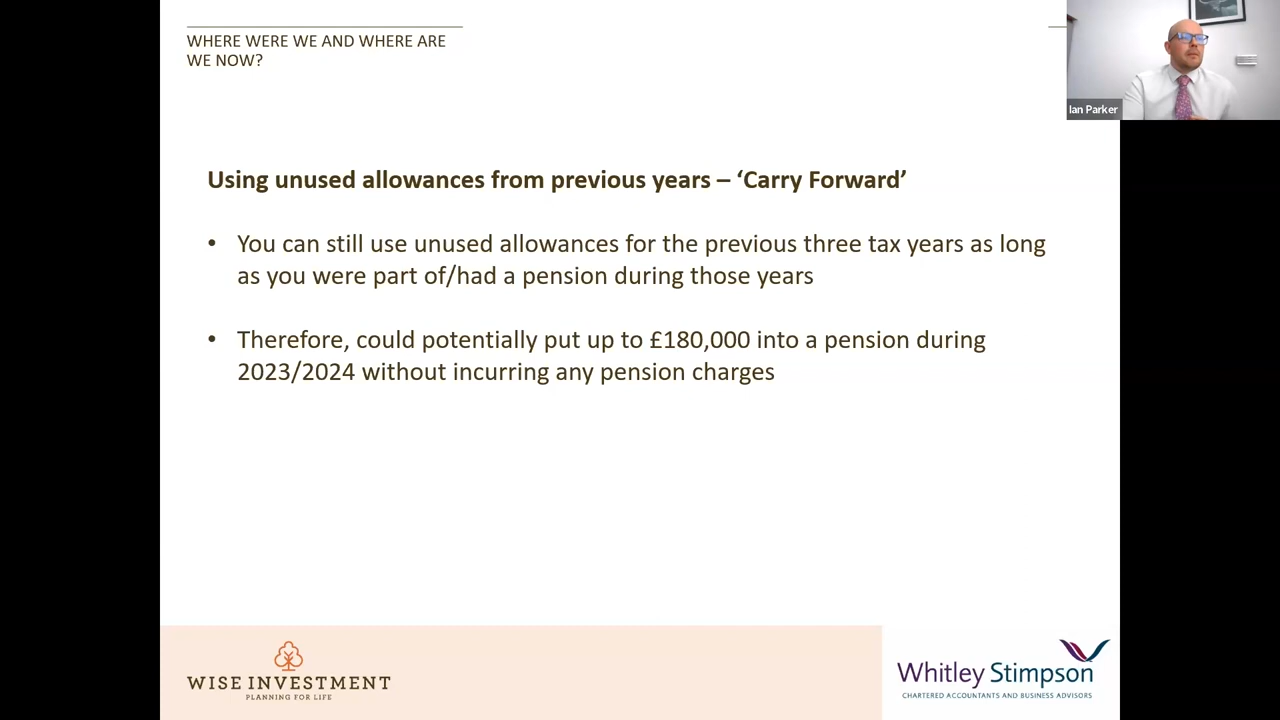 WHERE WERE WE AND WHERE ARE
WE NOW?
Ian Parker
Using unused allowances from previous years – ‘Carry Forward’
• You can still use unused allowances for the previous three tax years as long
as you were part of/had a pension during those years
• Therefore, could potentially put up to £180,000 into a pension during
2023/2024 without incurring any pension charges
WISE INVESTMENT
PLANNING FOR LIFE
Whitley Stimpson
CHARTERED ACCOUNTANTS AND BUSINESS ADVISORS